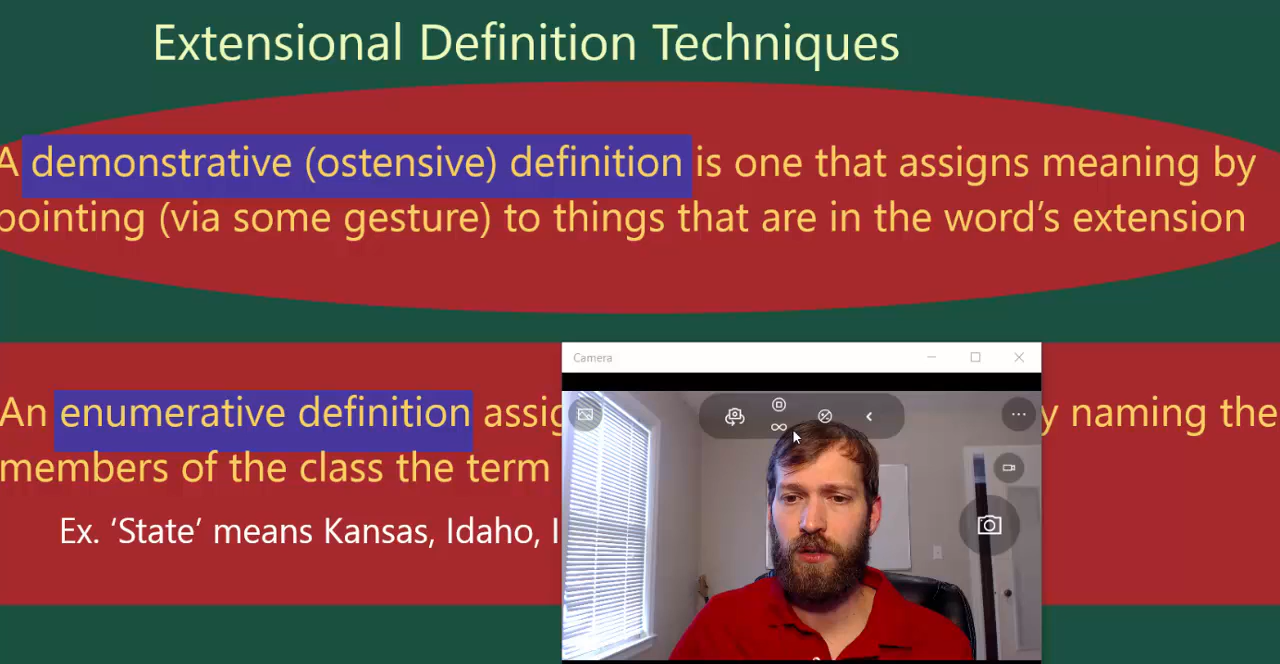 Extensional Definition Techniques
A demonstrative (ostensive) definition is one that assigns meaning by
pointing (via some gesture) to things that are in the word's extension
Camera
An enumerative definition y naming the
members of the class the term
Ex. ‘State’ means Kansas, Idaho, I